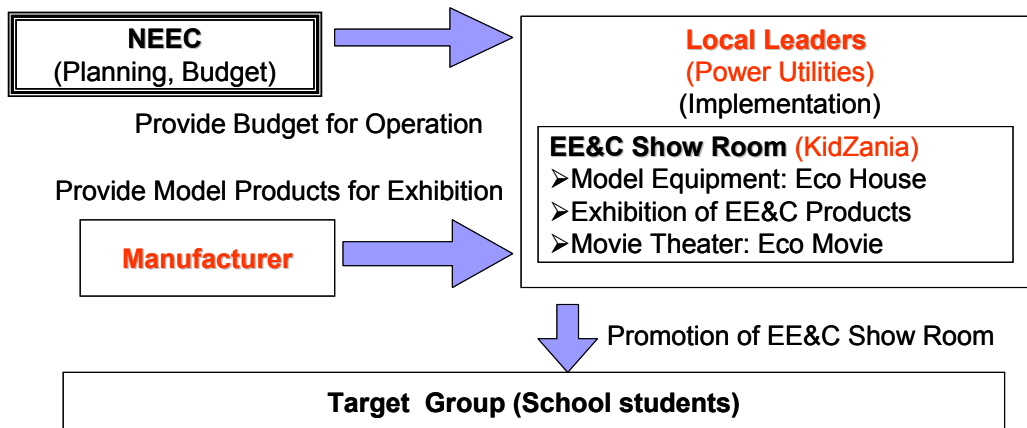 NEEC
(Planning, Budget)
Provide Budget for Operation
Provide Model Products for Exhibition
Manufacturer
Local Leaders
(Power Utilities)
(Implementation)
EE&C Show Room (KidZania)
➢Model Equipment: Eco House
➢Exhibition of EE&C Products
➢Movie Theater: Eco Movie
Promotion of EE&C Show Room
Target Group (School students)